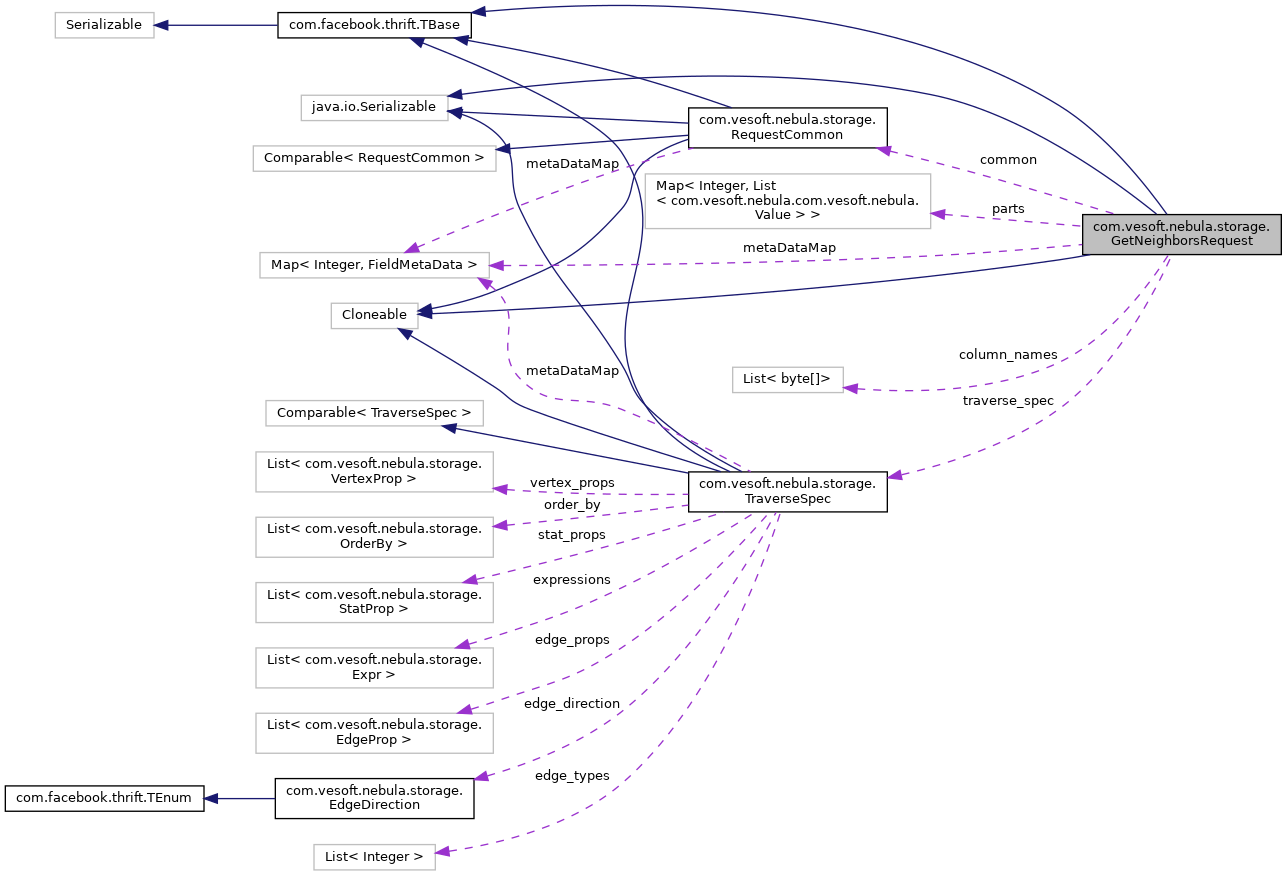 Serializable
com.facebook.thrift.TBase
java.io.Serializable
com.vesoft.nebula.storage.
RequestCommon
Comparable< RequestCommon >
metaDataMap
common
Map< Integer, List
< com.vesoft.nebula.com.vesoft.nebula.
Value > >
parts
com.vesoft.nebula.storage.
GetNeighborsRequest
metaDataMap
Map< Integer, FieldMetaData >
Cloneable
column_names
List< byte[]>
metaDataMap
traverse_spec
Comparable< TraverseSpec >
List< com.vesoft.nebula.storage.
VertexProp >
vertex_props
com.vesoft.nebula.storage.
TraverseSpec
order_by
List< com.vesoft.nebula.storage.
OrderBy >
stat_props
expressions
List< com.vesoft.nebula.storage.
StatProp >
edge_props
List< com.vesoft.nebula.storage.
Expr >
edge_direction
List< com.vesoft.nebula.storage.
EdgeProp >
edge_types
com.facebook.thrift.TEnum
com.vesoft.nebula.storage.
EdgeDirection
List< Integer >